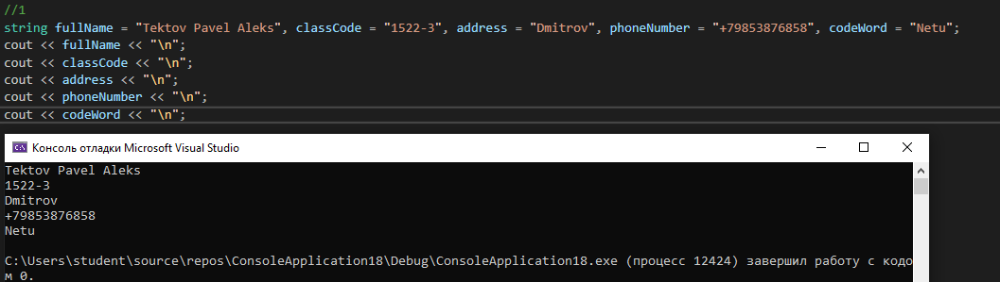 //1
string fullName = "Tektov Pavel Aleks", classCode = "1522-3", address = "Dmitrov", phoneNumber = "+79853876858", codeWord = "Netu";
cout << fullName << "\n";
cout << classCode << "\n";
cout << address << "\n";
cout << phoneNumber << "\n";
cout << codeWord << "\n";
C:\ Консоль отладки Microsoft Visual Studio
Tektov Pavel Aleks
1522-3
Dmitrov
+79853876858
Netu
C:\Users\student\source\repos\ConsoleApplication18\Debug\ConsoleApplication18.exe (процесс 12424) завершил работу с кодо
м 0.